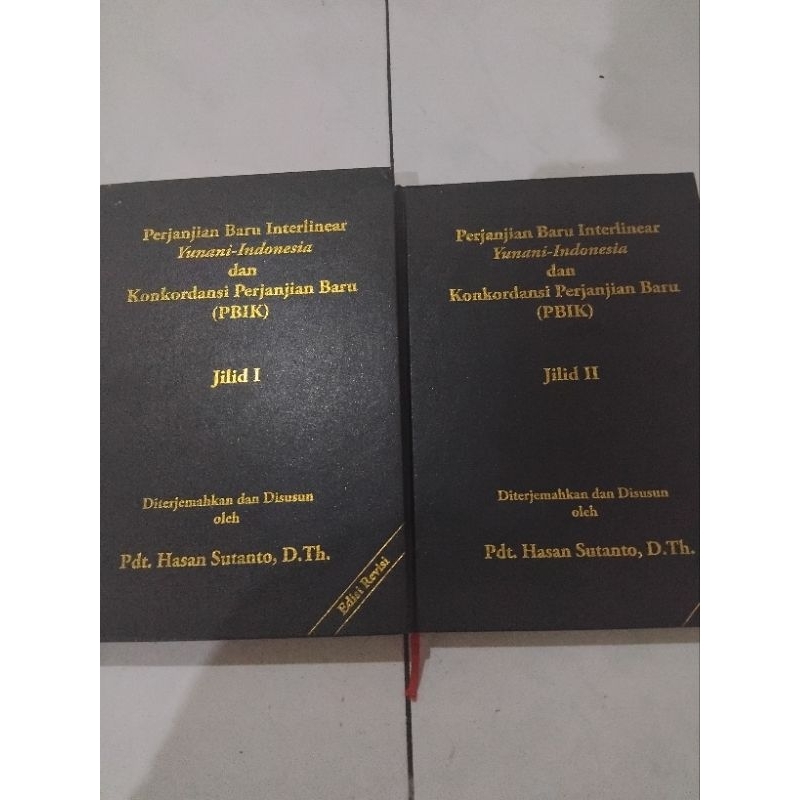 Perjanjian Baru Interlinear
Yunani-Indonesia
dan
Konkordansi Perjanjian Baru
(PBIK)
Jilid I
Diterjemahkan dan Disusun
oleh
Pdt. Hasan Sutanto, D.Th.
Edisi Revisi
Perjanjian Baru Interlinear
Yunani-Indonesia
dan
Konkordansi Perjanjian Baru
(PBIK)
Jilid II
Diterjemahkan dan Disusun
oleh
Pdt. Hasan Sutanto, D.Th.